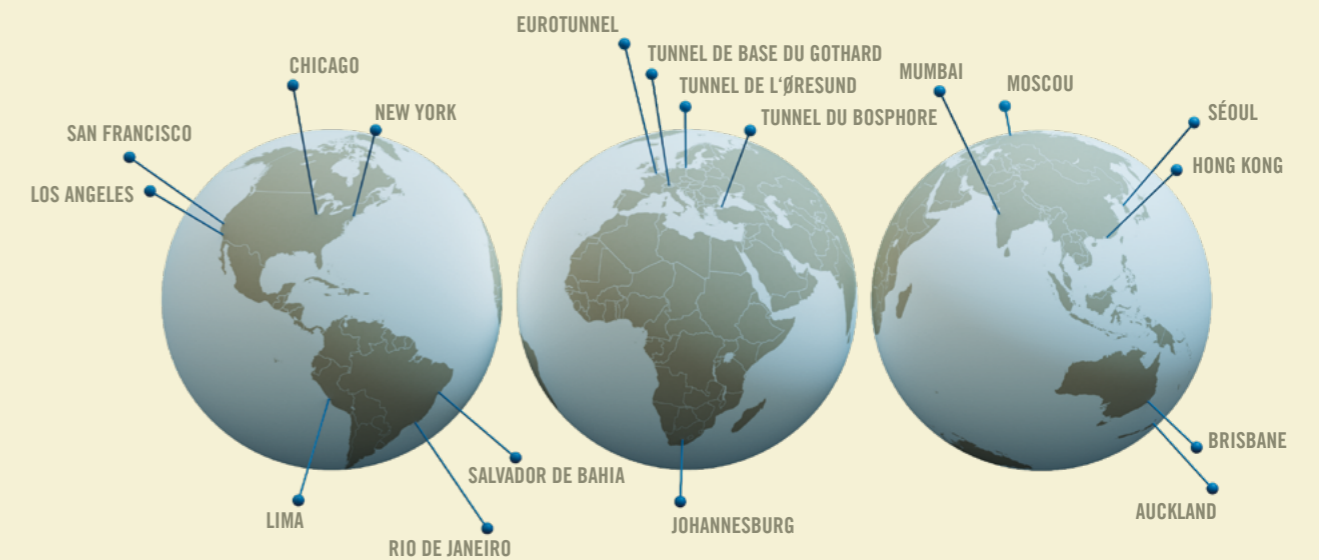 EUROTUNNEL
TUNNEL DE BASE DU GOTHARD
CHICAGO
MUMBAI
TUNNEL DE L‘ØRESUND
MOSCOU
NEW YORK
TUNNEL DU BOSPHORE
SÉOUL
SAN FRANCISCO
HONG KONG
LOS ANGELES
BRISBANE
SALVADOR DE BAHIA
AUCKLAND
LIMA
JOHANNESBURG
RIO DE JANEIRO